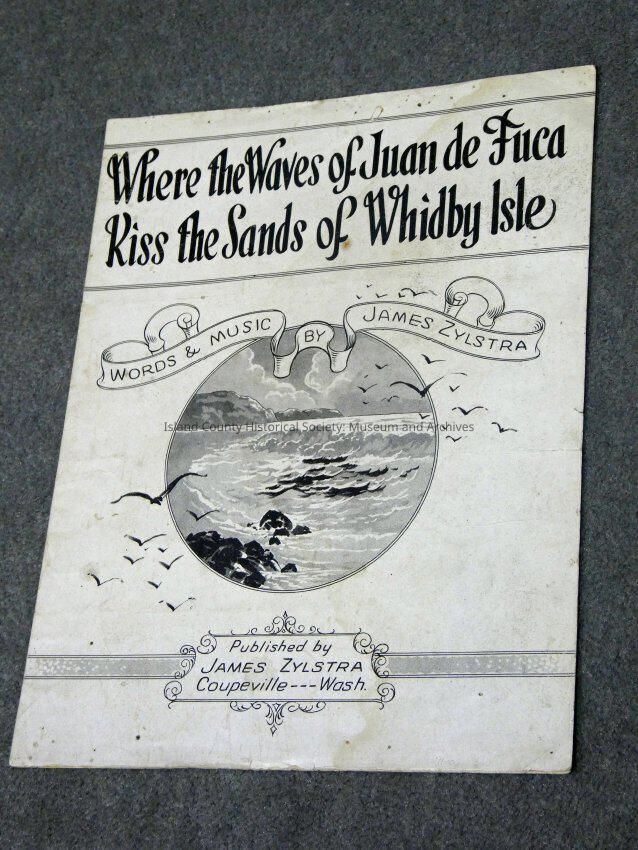 Where the Waves of Juan de Fuca
Kiss the Sands of Whidby Isle
WORDS & MUSIC BY JAMES ZYLSTRA
Island County Historical Society: Museum and Archives
Published by
JAMES ZYLSTRA
Coupeville---Wash.